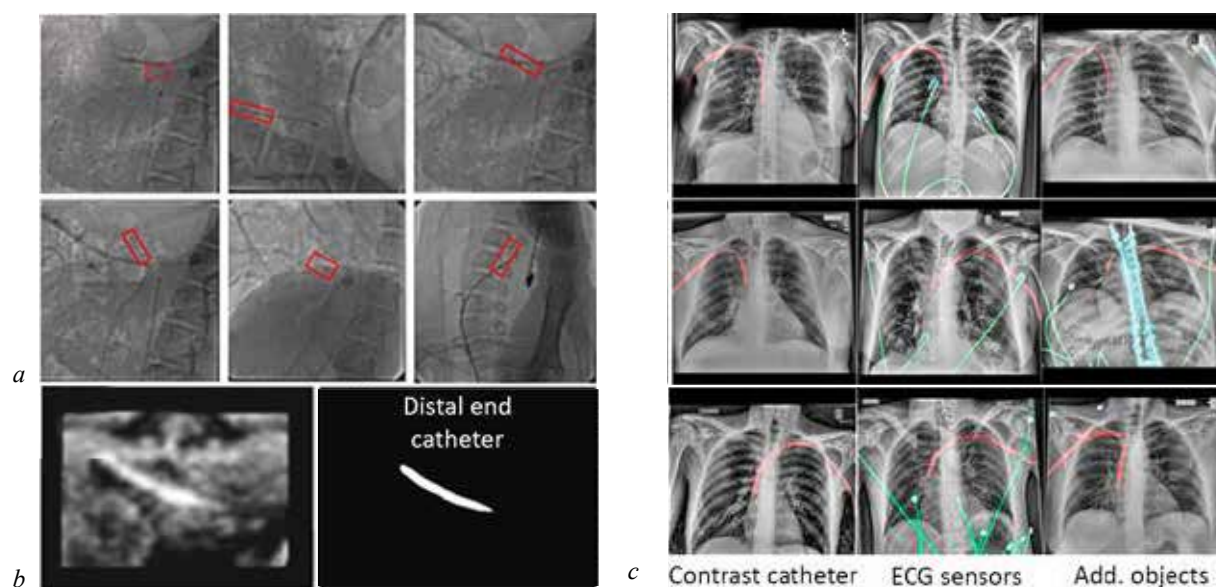 a
Distal end
catheter
b
c
Contrast catheter
ECG sensors
Add. objects